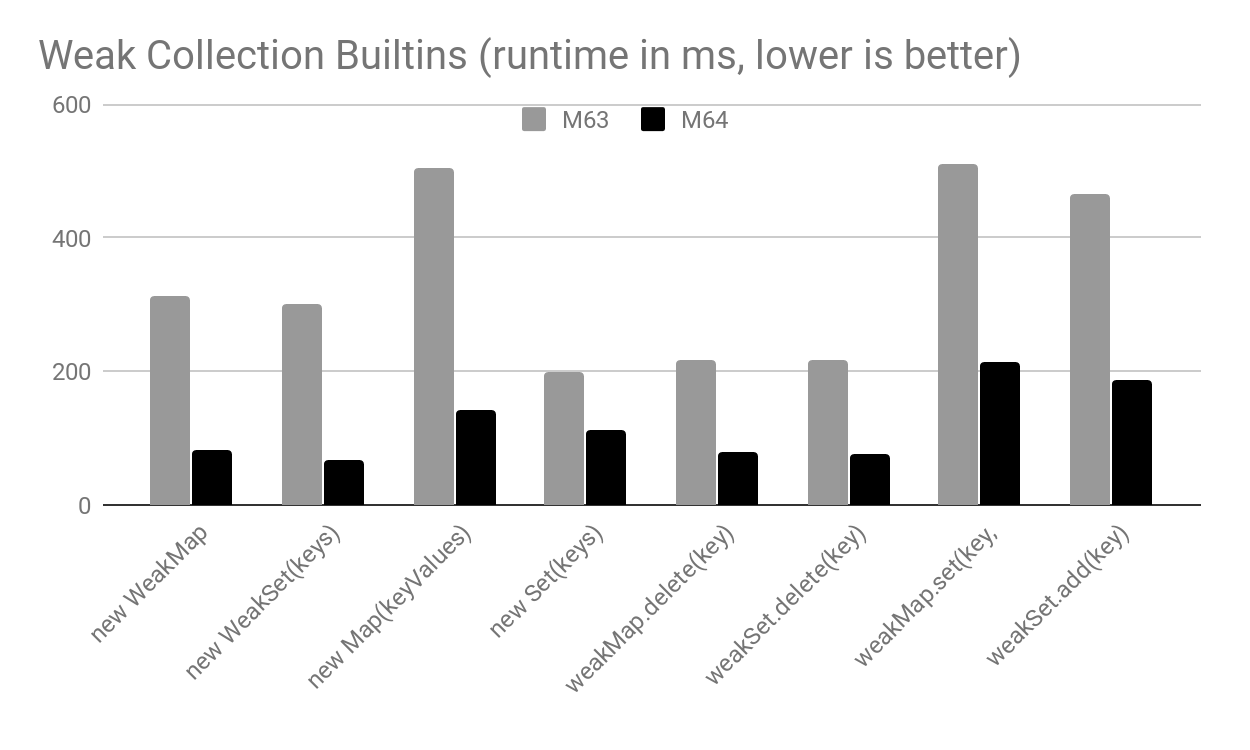 Weak Collection Builtins (runtime in ms, lower is better)
600
M63
M64
400
200
0
new WeakMap
new WeakSet(keys)
new Map(keyValues)
new Set(keys)
weakMap.delete(key)
weakSet.delete(key)
weakMap.set(key,
weakSet.add(key)